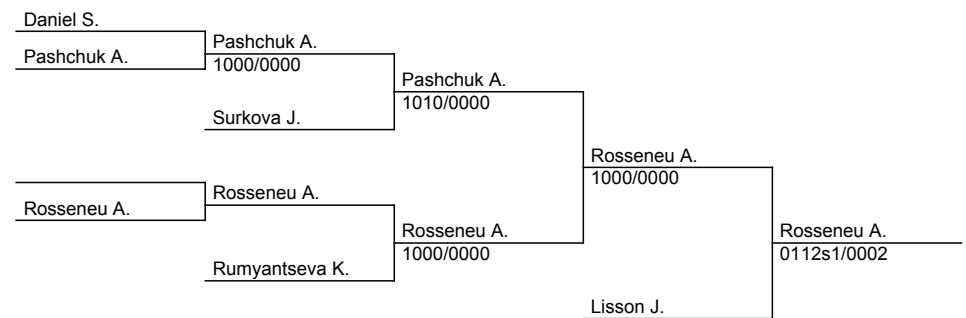 Daniel S.
Pashchuk A.
Pashchuk A.
1000/0000
Pashchuk A.
1010/0000
Surkova J.
Rosseneu A.
1000/0000
Rosseneu A.
Rosseneu A.
Rosseneu A.
1000/0000
Rosseneu A.
0112s1/0002
Rumyantseva K.
Lisson J.